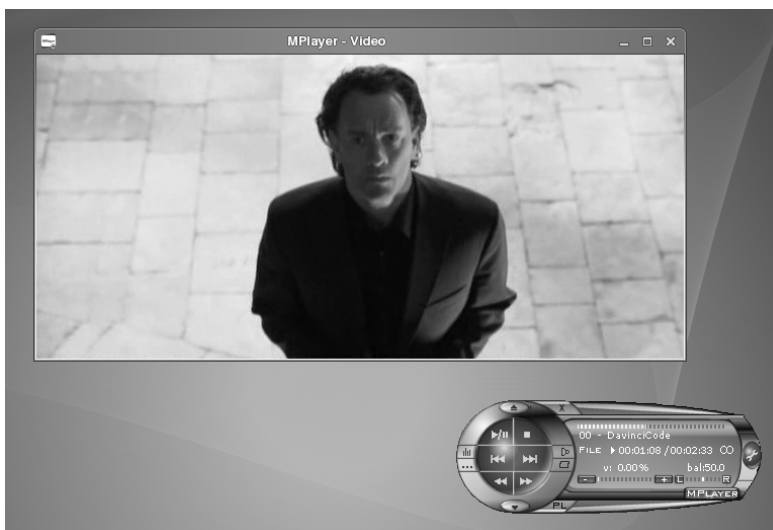 MPlayer - Video
X
00 - DavinciCode
FILE 00:01:08 / 00:02:33
v: 0.00% bal:50.0
L R
MPLAYER
PL